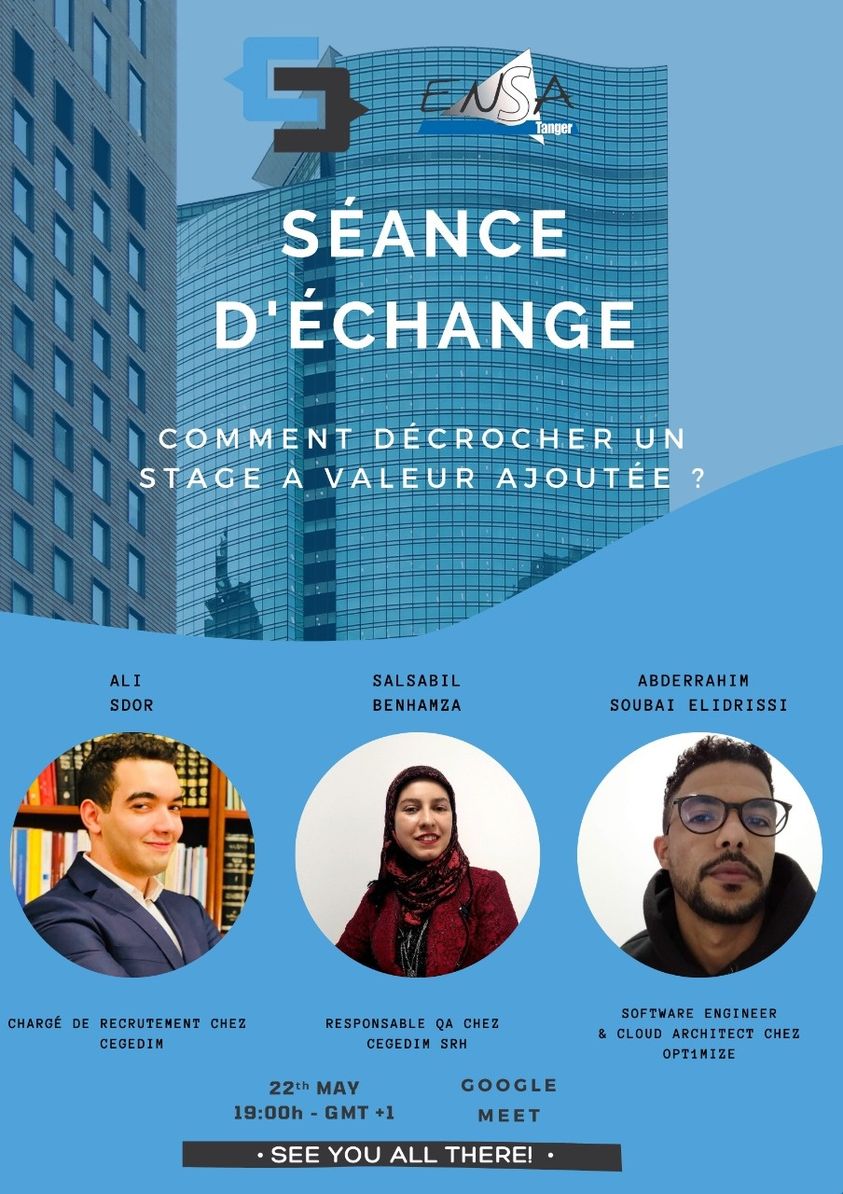 ENSA
Tanger
SÉANCE
D'ÉCHANGE
COMMENT DÉCROCHER UN
STAGE A VALEUR AJOUTÉE ?
ALI
SDOR
SALSABIL
BENHAMZA
ABDERRAHIM
SOUBAI ELIDRISSI
CHARGÉ DE RECRUTEMENT CHEZ
CEGEDIM
RESPONSABLE QA CHEZ
CEGEDIM SRH
SOFTWARE ENGINEER
& CLOUD ARCHITECT CHEZ
OPT1MIZE
22th MAY
19:00h - GMT +1
GOOGLE
MEET
• SEE YOU ALL THERE! •